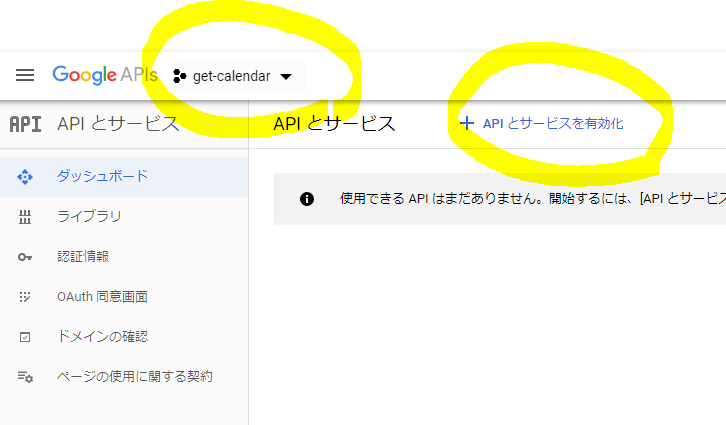 Google APIs get-calendar
API API とサービス
API とサービス
API とサービスを有効化
ダッシュボード
使用できる API はまだありません。開始するには、[API とサービス
ライブラリ
認証情報
OAuth 同意画面
ドメインの確認
ページの使用に関する契約